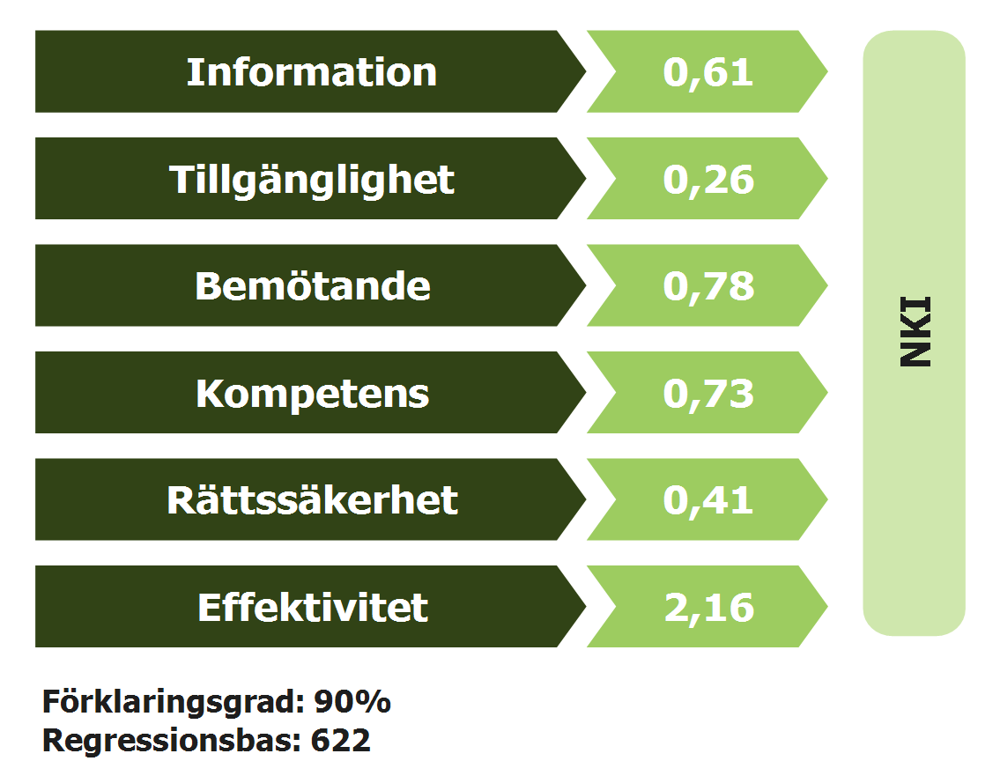 Information
0,61
Tillgänglighet
0,26
Bemötande
0,78
Kompetens
0,73
Rättssäkerhet
0,41
Effektivitet
2,16
NKI
Förklaringsgrad: 90%
Regressionsbas: 622